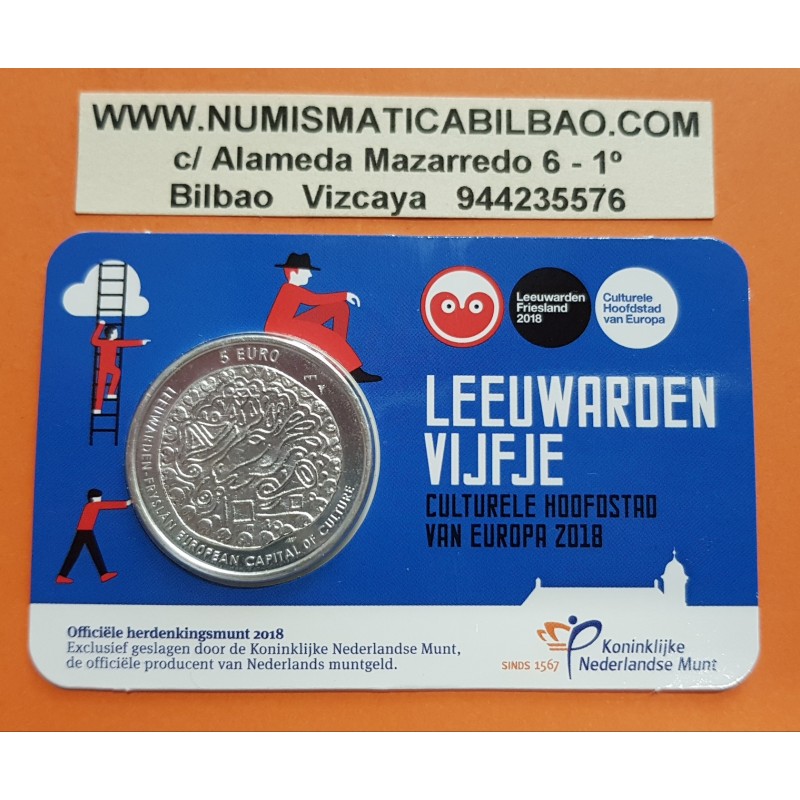 WWW.NUMISMATICABILBAO.COM
c/ Alameda Mazarredo 6 - 1º
Bilbao Vizcaya 944235576
Leeuwarden
Friesland
2018
Culturele
Hoofdstad
van Europa
5 EURO
LEEUWARDEN-FRYSLÂN EUROPEAN CAPITAL OF CULTURE
LEEUWARDEN
VIJFJE
CULTURELE HOOFDSTAD
VAN EUROPA 2018
Officiële herdenkingsmunt 2018
Exclusief geslagen door de Koninklijke Nederlandse Munt,
de officiële producent van Nederlands muntgeld.
SINDS 1567
Koninklijke
Nederlandse Munt